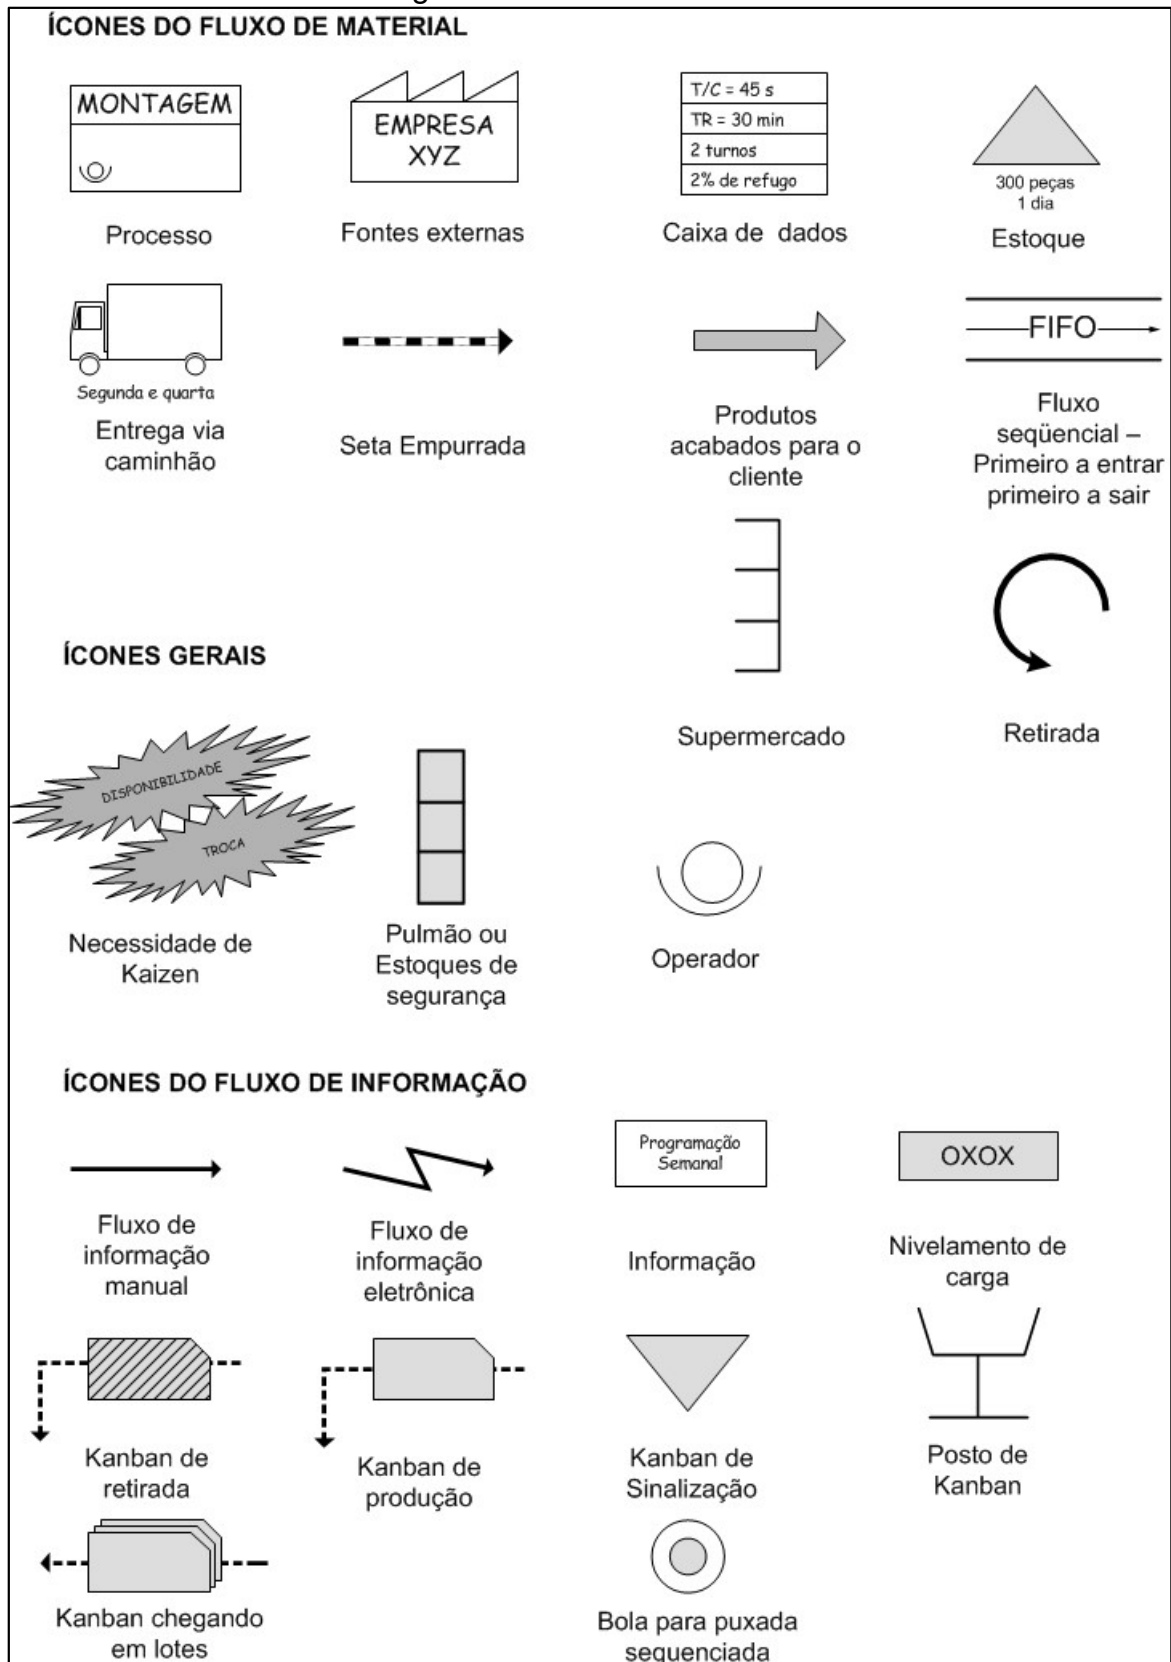 ÍCONES DO FLUXO DE MATERIAL
MONTAGEM
Processo
EMPRESA
XYZ
Fontes externas
T/C = 45 s
TR = 30 min
2 turnos
2% de refugo
Caixa de dados
300 peças
1 dia
Estoque
Segunda e quarta
Entrega via
caminhão
Seta Empurrada
Produtos
acabados para o
cliente
FIFO
Fluxo
seqüencial –
Primeiro a entrar
primeiro a sair
Supermercado
Retirada
ÍCONES GERAIS
DISPONIBILIDADE
TROCA
Necessidade de
Kaizen
Pulmão ou
Estoques de
segurança
Operador
ÍCONES DO FLUXO DE INFORMAÇÃO
Fluxo de
informação
manual
Fluxo de
informação
eletrônica
Programação
Semanal
Informação
OXOX
Nivelamento de
carga
Kanban de
retirada
Kanban de
produção
Kanban de
Sinalização
Posto de
Kanban
Kanban chegando
em lotes
Bola para puxada
sequenciada